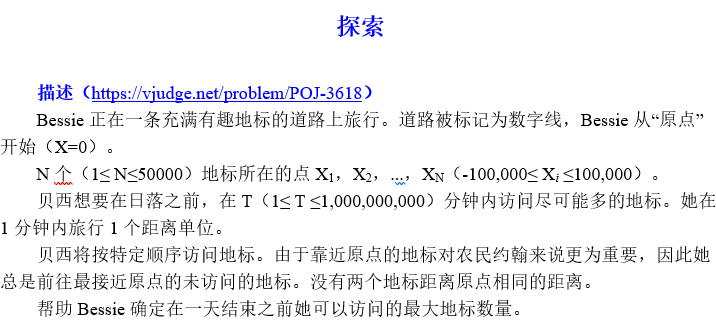 探索
描述（https://vjudge.net/problem/POJ-3618）
Bessie 正在一条充满有趣地标的道路上旅行。道路被标记为数字线，Bessie 从“原点”
开始（X=0）。
N 个（1≤ N≤50000）地标所在的点 X₁，X₂，...，X_N（-100,000≤ Xᵢ ≤100,000）。
贝西想要在日落之前，在 T（1≤ T ≤1,000,000,000）分钟内访问尽可能多的地标。她在
1 分钟内旅行 1 个距离单位。
贝西将按特定顺序访问地标。由于靠近原点的地标对农民约翰来说更为重要，因此她
总是前往最接近原点的未访问的地标。没有两个地标距离原点相同的距离。
帮助 Bessie 确定在一天结束之前她可以访问的最大地标数量。